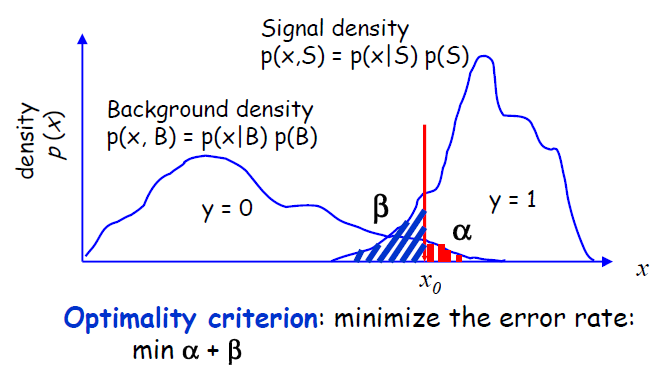 Signal density
p(x,S) = p(x|S) p(S)
Background density
p(x, B) = p(x|B) p(B)
density
p (x)
y = 0
β
y = 1
α
x
x₀
Optimality criterion: minimize the error rate:
min α + β